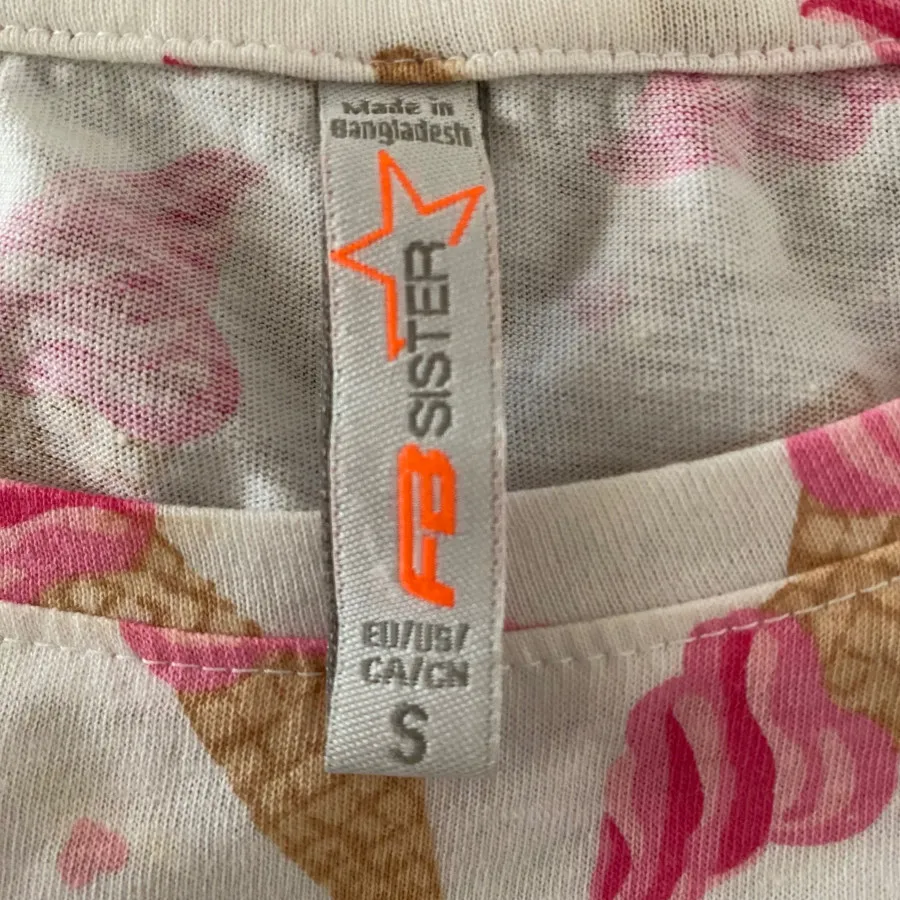 Made in
Bangladesh
FB SISTER
EU/US/
CA/CN
S